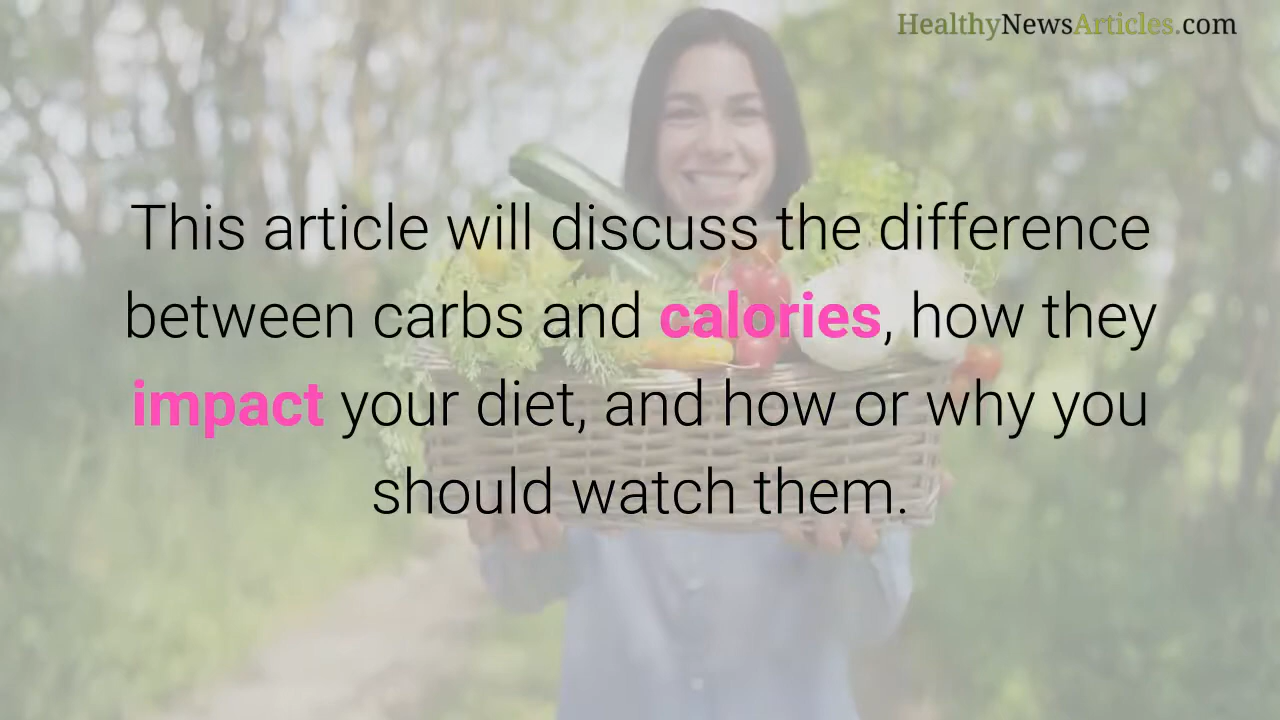 HealthyNewsArticles.com
This article will discuss the difference
between carbs and calories, how they
impact your diet, and how or why you
should watch them.